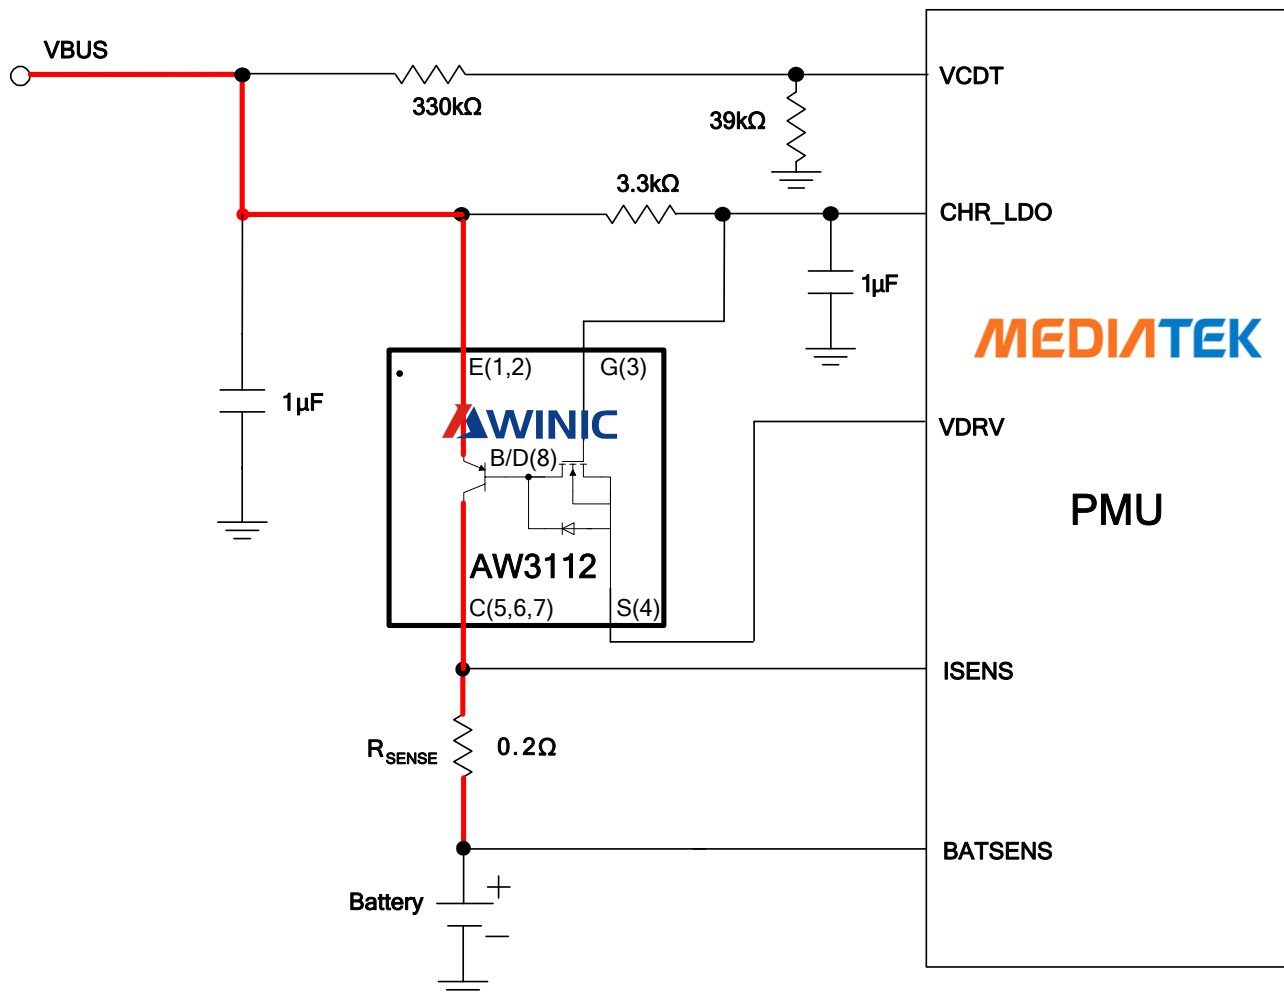 VBUS
VCDT
330kΩ
39kΩ
3.3kΩ
CHR_LDO
1µF
MEDIATEK
E(1,2)
G(3)
1µF
AWINIC
VDRV
B/D(8)
PMU
AW3112
C(5,6,7)
S(4)
ISENS
RSENSE
0.2Ω
BATSENS
Battery
+
−